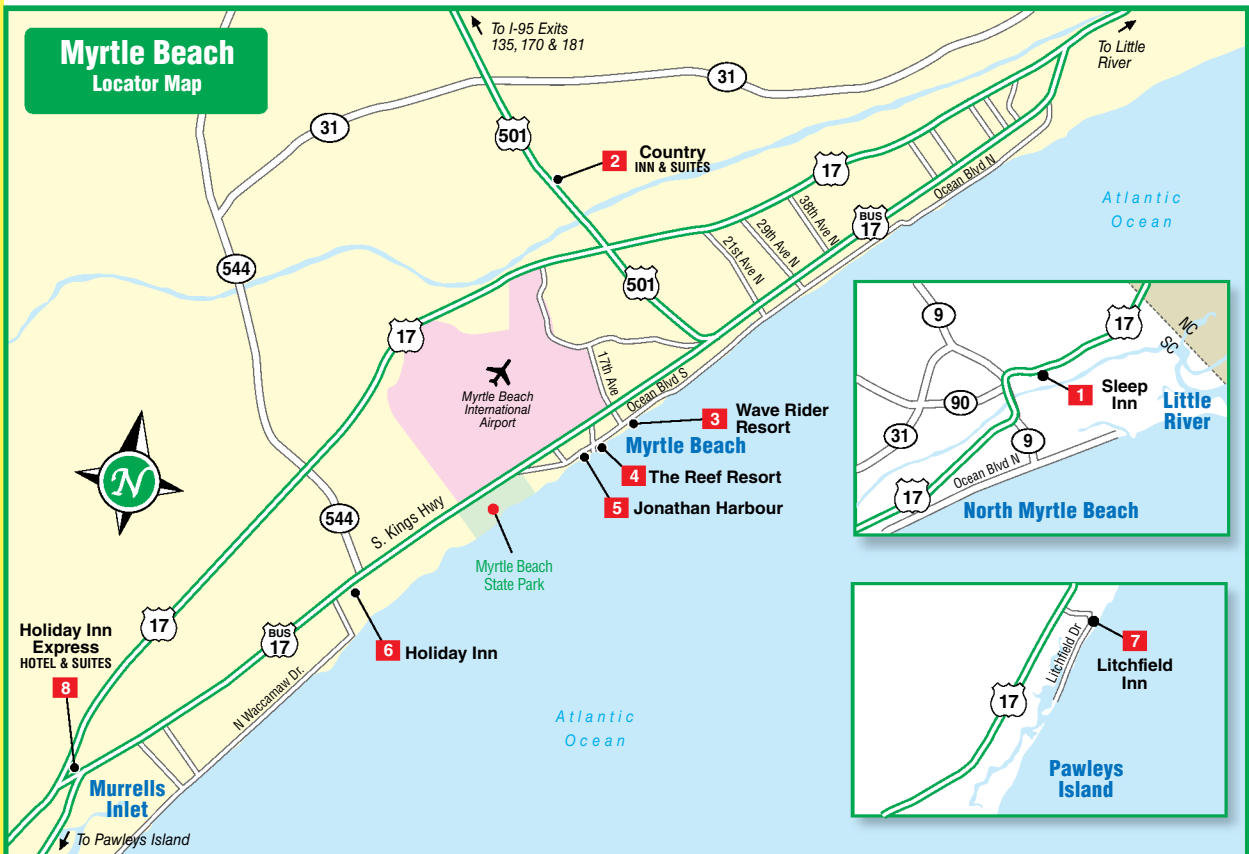 Myrtle Beach
Locator Map
To I-95 Exits
135, 170 & 181
To Little
River
31
31
501
2
Country
INN & SUITES
17
BUS
17
Ocean Blvd N
38th Ave N
29th Ave N
21st Ave N
Atlantic
Ocean
544
501
17
Myrtle Beach
International
Airport
17th Ave
Ocean Blvd S
3
Wave Rider
Resort
Myrtle Beach
4
The Reef Resort
5
Jonathan Harbour
N
544
S. Kings Hwy
Myrtle Beach
State Park
17
BUS
17
6
Holiday Inn
Holiday Inn
Express
HOTEL & SUITES
8
N Waccamaw Dr.
Murrells
Inlet
To Pawleys Island
Atlantic
Ocean
9
17
NC
SC
1
Sleep
Inn
Little
River
90
31
9
17
Ocean Blvd N
North Myrtle Beach
Litchfield Dr
7
Litchfield
Inn
17
Pawleys
Island